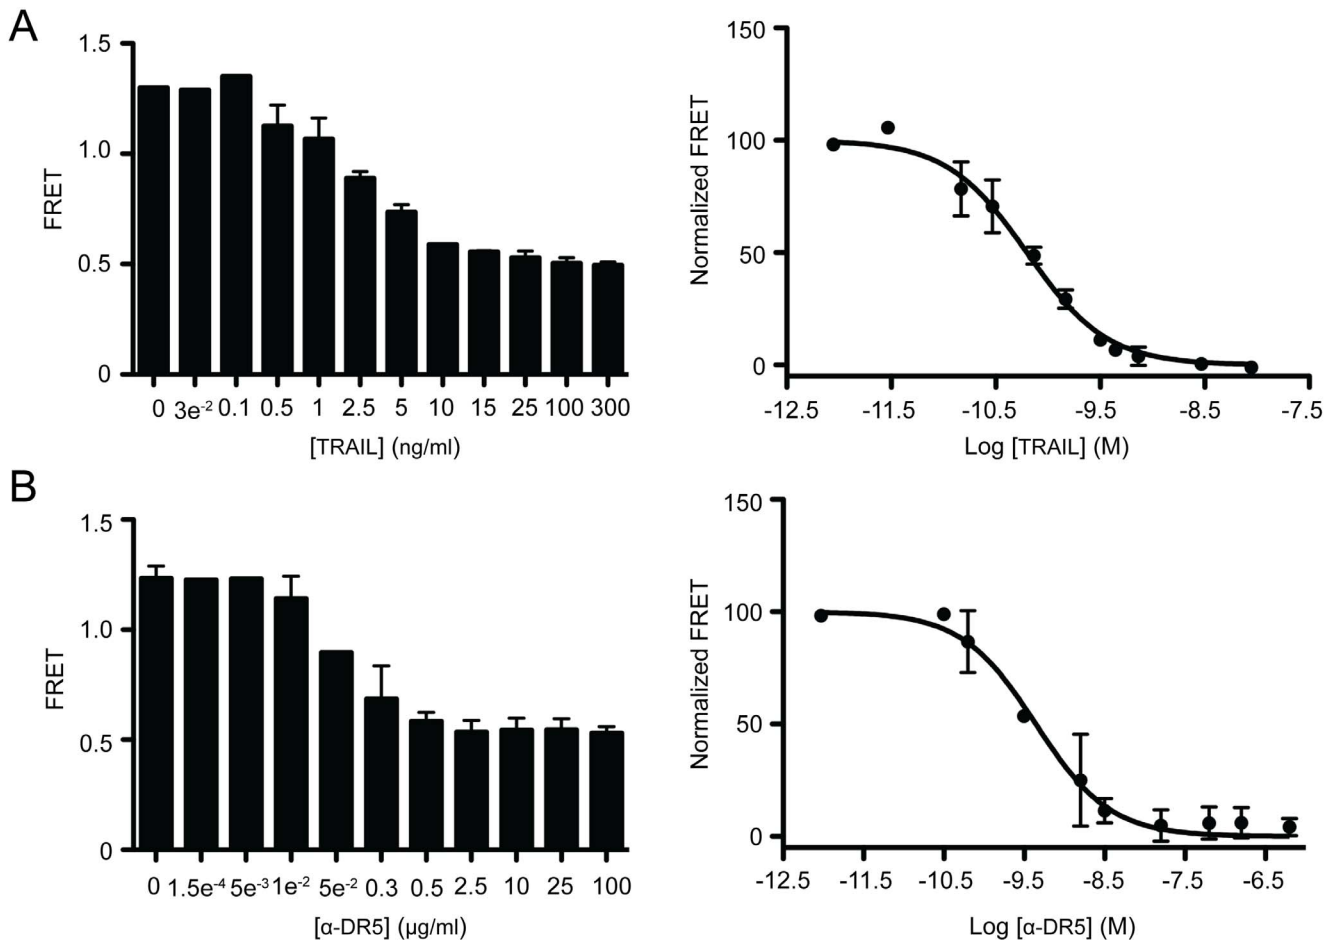 A
1.5
1.0
0.5
0
FRET
0 3e-2 0.1 0.5 1 2.5 5 10 15 25 100 300
[TRAIL] (ng/ml)
150
100
50
0
Normalized FRET
-12.5 -11.5 -10.5 -9.5 -8.5 -7.5
Log [TRAIL] (M)
B
1.5
1.0
0.5
0
FRET
0 1.5e-4 5e-3 1e-2 5e-2 0.3 0.5 2.5 10 25 100
[α-DR5] (µg/ml)
150
100
50
0
Normalized FRET
-12.5 -11.5 -10.5 -9.5 -8.5 -7.5 -6.5
Log [α-DR5] (M)